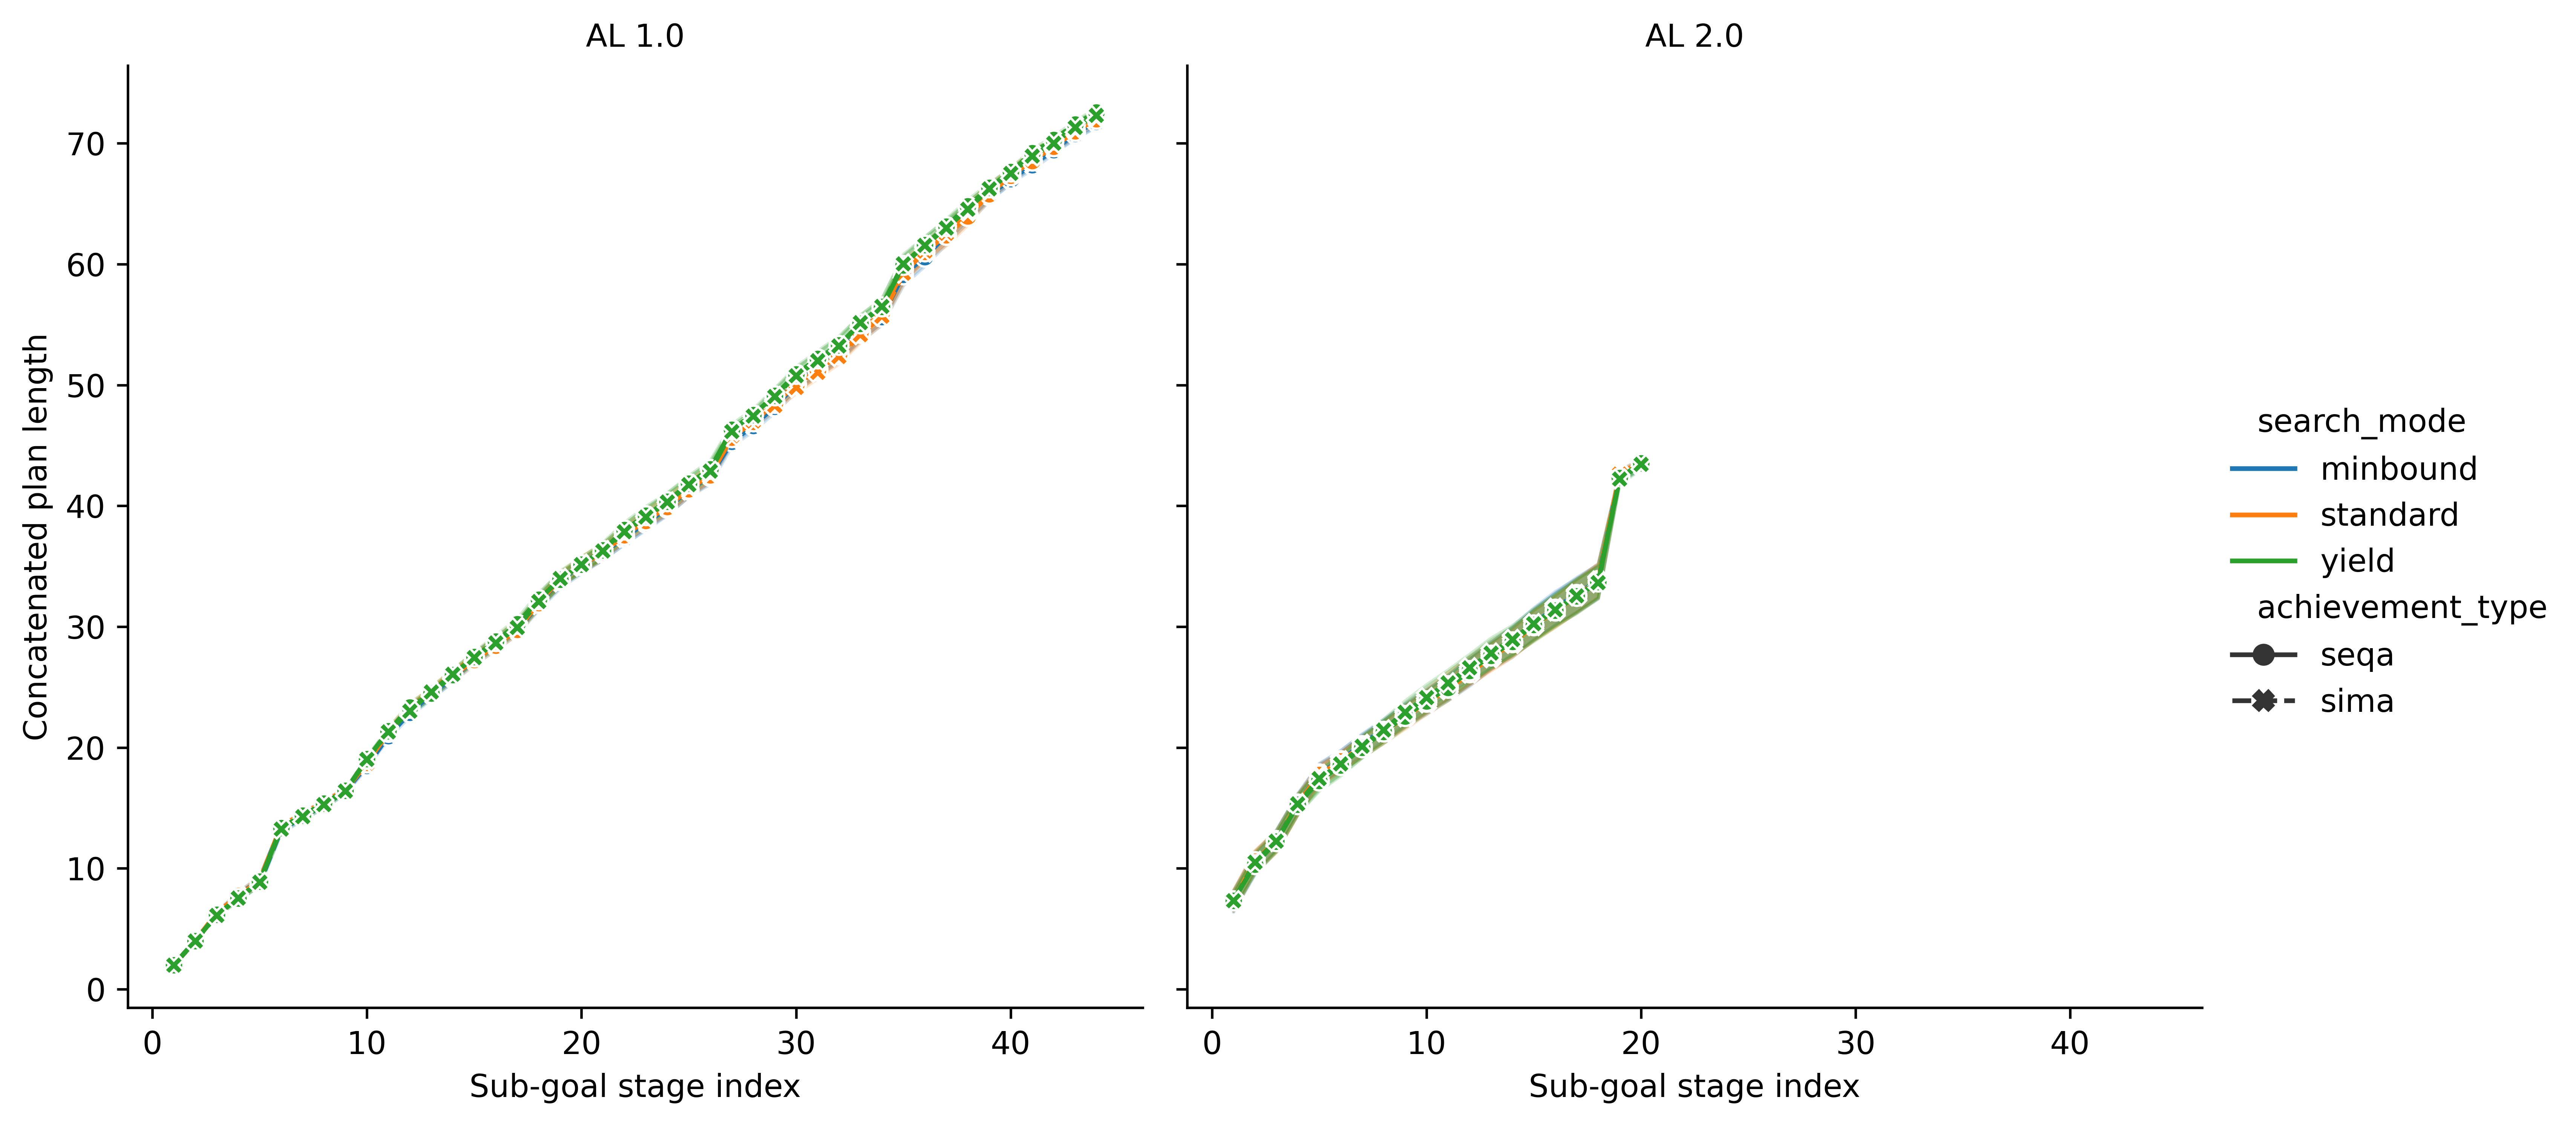 AL 1.0
AL 2.0
Concatenated plan length
70
60
50
40
30
20
10
0
0 10 20 30 40
Sub-goal stage index
0 10 20 30 40
Sub-goal stage index
search_mode
minbound
standard
yield
achievement_type
seqa
sima